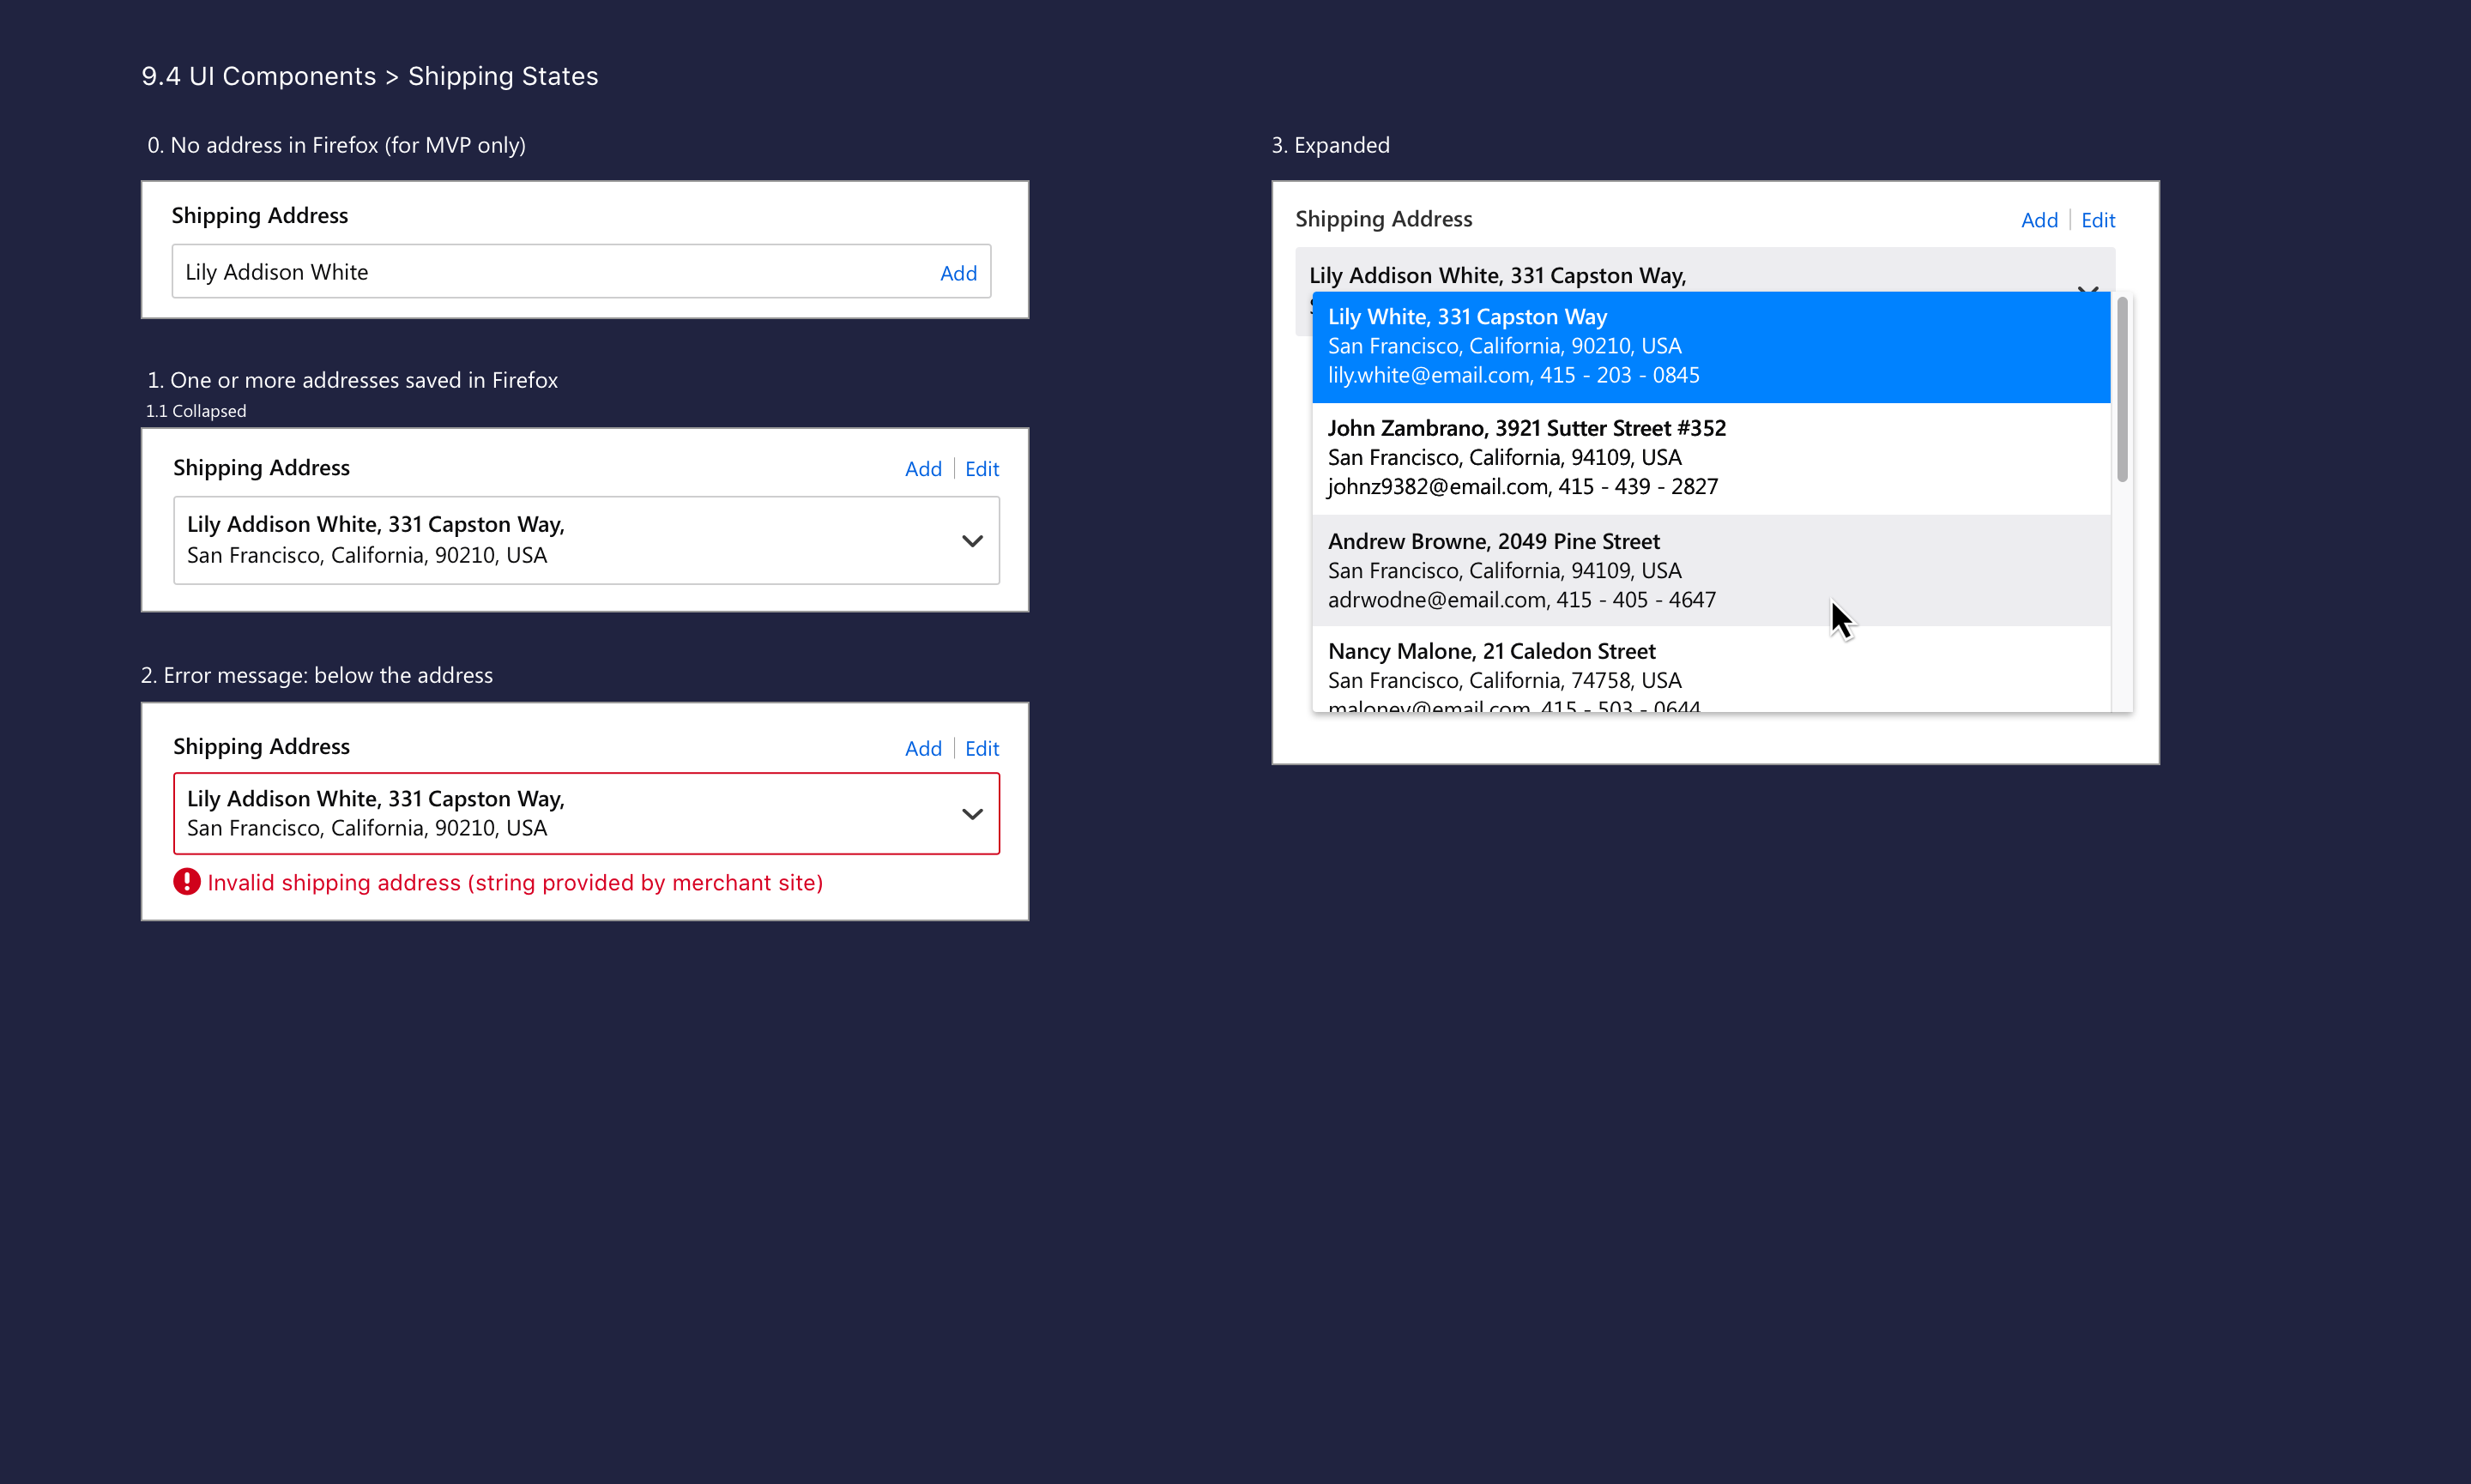 9.4 UI Components > Shipping States
0. No address in Firefox (for MVP only)
Shipping Address
Lily Addison White
Add
1. One or more addresses saved in Firefox
1.1 Collapsed
Shipping Address
Add | Edit
Lily Addison White, 331 Capston Way,
San Francisco, California, 90210, USA
2. Error message: below the address
Shipping Address
Add | Edit
Lily Addison White, 331 Capston Way,
San Francisco, California, 90210, USA
Invalid shipping address (string provided by merchant site)
3. Expanded
Shipping Address
Add | Edit
Lily Addison White, 331 Capston Way,
Lily White, 331 Capston Way
San Francisco, California, 90210, USA
lily.white@email.com, 415 - 203 - 0845
John Zambrano, 3921 Sutter Street #352
San Francisco, California, 94109, USA
johnz9382@email.com, 415 - 439 - 2827
Andrew Browne, 2049 Pine Street
San Francisco, California, 94109, USA
adrwodne@email.com, 415 - 405 - 4647
Nancy Malone, 21 Caledon Street
San Francisco, California, 74758, USA
maloney@email.com, 415 - 503 - 0644